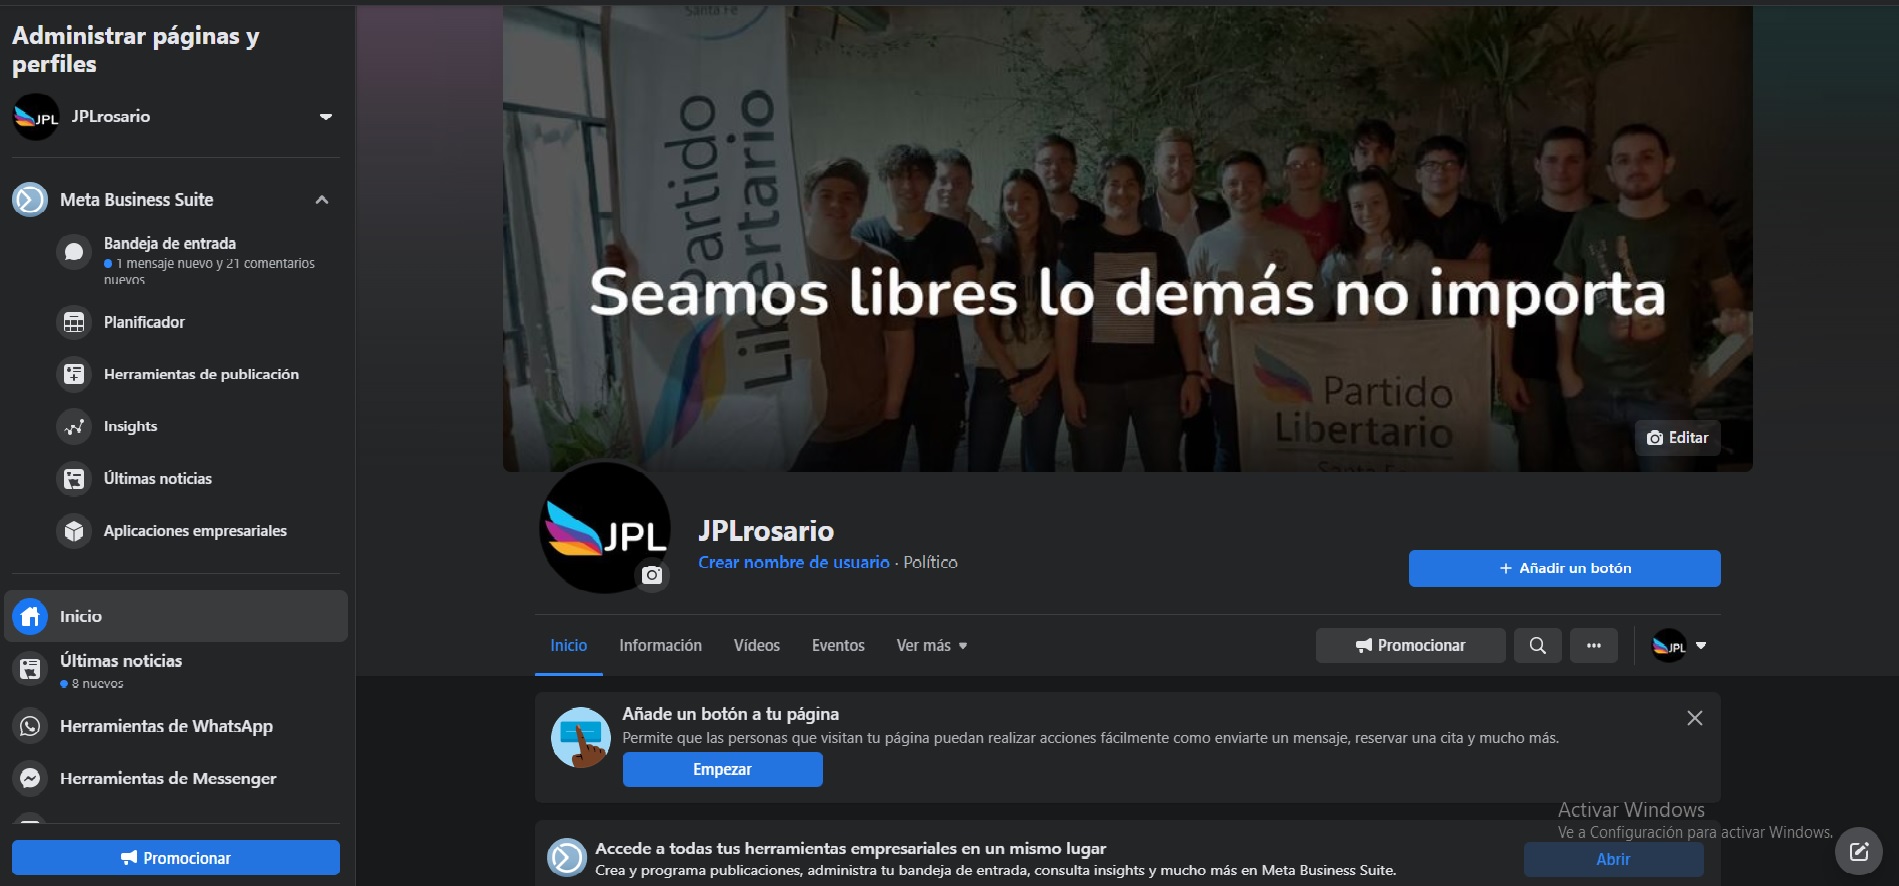 Administrar páginas y
perfiles
JPL
JPLrosario
Meta Business Suite
Bandeja de entrada
1 mensaje nuevo y 21 comentarios
nuevos
Planificador
Herramientas de publicación
Insights
Últimas noticias
Aplicaciones empresariales
Inicio
Últimas noticias
8 nuevos
Herramientas de WhatsApp
Herramientas de Messenger
Promocionar
Santa Fe
Partido
Libertario
Seamos libres lo demás no importa
Partido
Libertario
Santa Fe
Editar
JPL
JPLrosario
Crear nombre de usuario · Político
+ Añadir un botón
Inicio Información Vídeos Eventos Ver más
Promocionar
JPL
Añade un botón a tu página
Permite que las personas que visitan tu página puedan realizar acciones fácilmente como enviarte un mensaje, reservar una cita y mucho más.
Empezar
Accede a todas tus herramientas empresariales en un mismo lugar
Crea y programa publicaciones, administra tu bandeja de entrada, consulta insights y mucho más en Meta Business Suite.
Abrir
Activar Windows
Ve a Configuración para activar Windows.